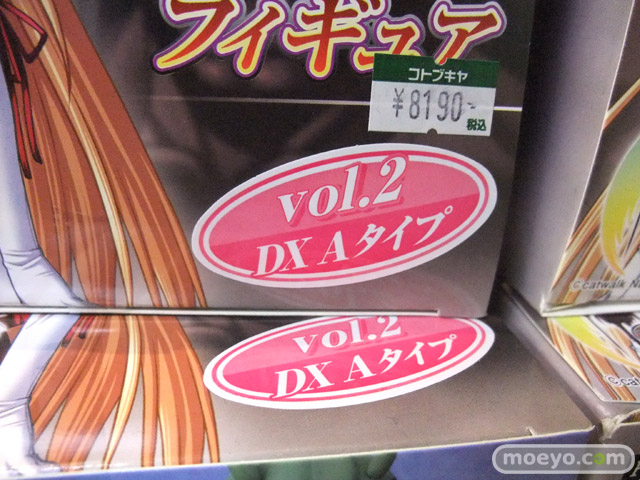 フィギュア
コトブキヤ
¥8190-
税込
vol.2
DX Aタイプ
©catwalk N
vol.2
DX Aタイプ
moeyo.com